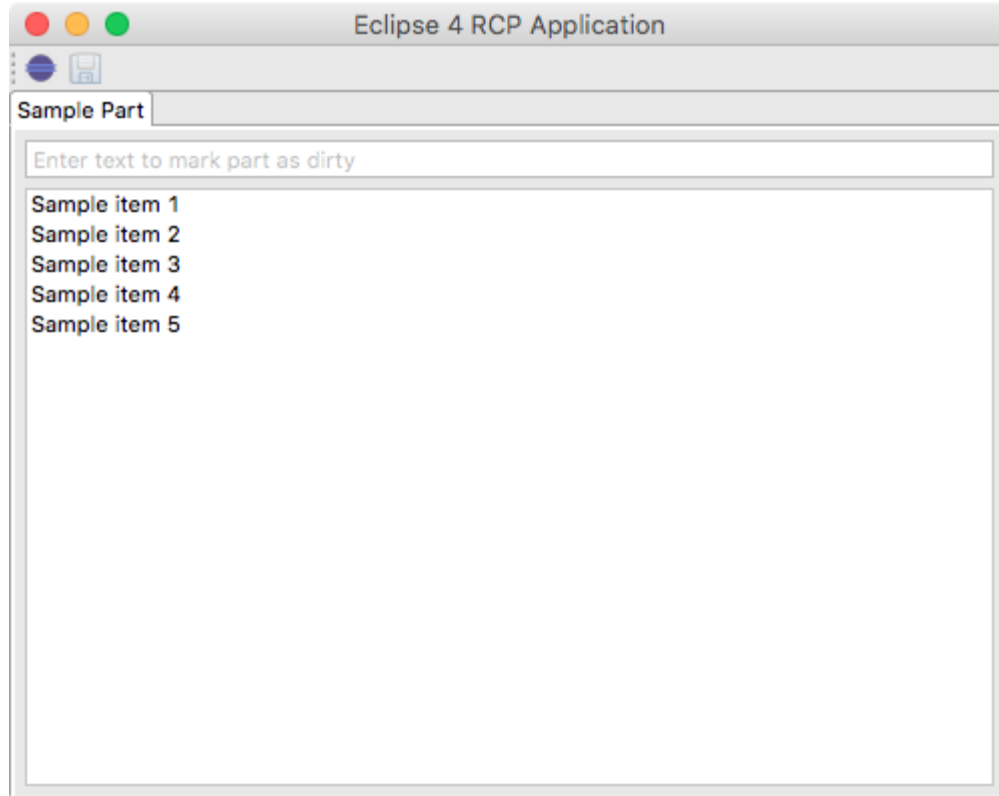 Eclipse 4 RCP Application
Sample Part
Enter text to mark part as dirty
Sample item 1
Sample item 2
Sample item 3
Sample item 4
Sample item 5